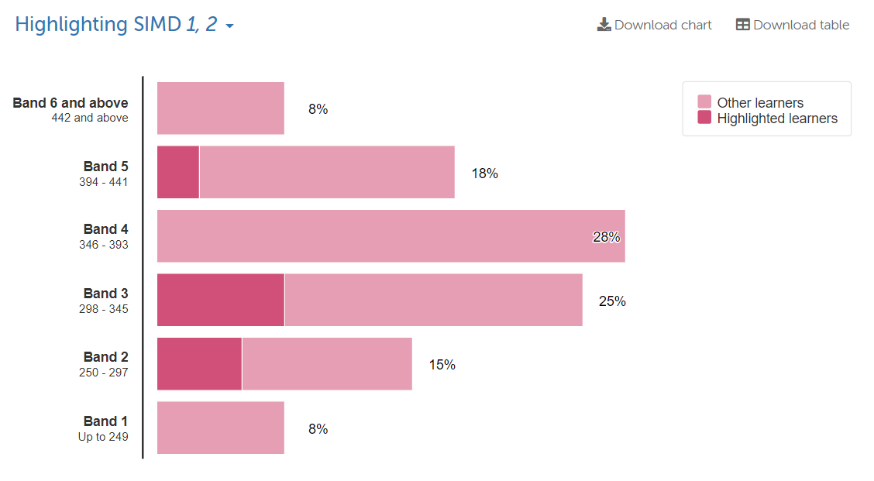 Highlighting SIMD 1, 2
Download chart
Download table
Band 6 and above
442 and above
8%
Other learners
Highlighted learners
Band 5
394 - 441
18%
Band 4
346 - 393
28%
Band 3
298 - 345
25%
Band 2
250 - 297
15%
Band 1
Up to 249
8%